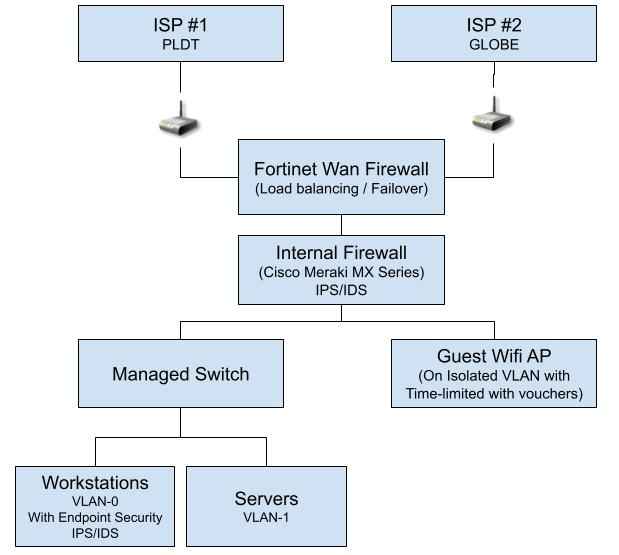 ISP #1
PLDT
ISP #2
GLOBE
Fortinet Wan Firewall
(Load balancing / Failover)
Internal Firewall
(Cisco Meraki MX Series)
IPS/IDS
Managed Switch
Guest Wifi AP
(On Isolated VLAN with
Time-limited with vouchers)
Workstations
VLAN-0
With Endpoint Security
IPS/IDS
Servers
VLAN-1